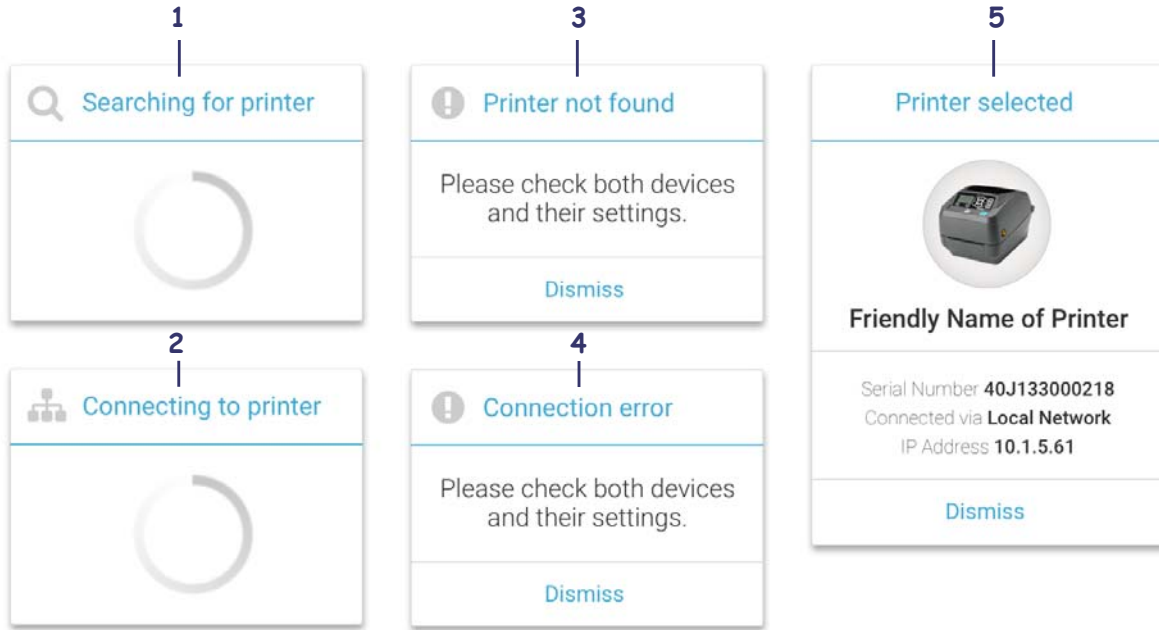 1
Searching for printer
2
Connecting to printer
3
Printer not found
Please check both devices
and their settings.
Dismiss
4
Connection error
Please check both devices
and their settings.
Dismiss
5
Printer selected
Friendly Name of Printer
Serial Number 40J133000218
Connected via Local Network
IP Address 10.1.5.61
Dismiss